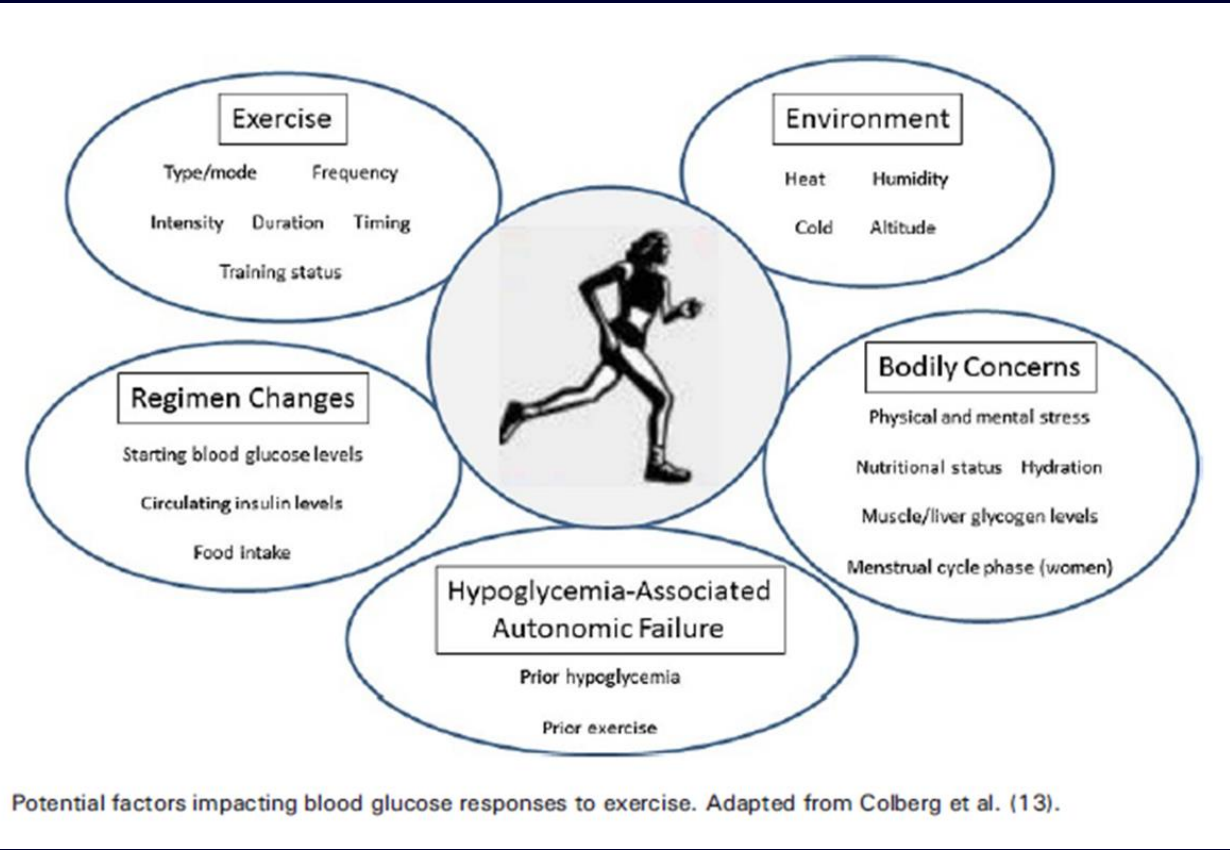 Exercise
Type/mode Frequency
Intensity Duration Timing
Training status
Environment
Heat Humidity
Cold Altitude
Regimen Changes
Starting blood glucose levels
Circulating insulin levels
Food intake
Bodily Concerns
Physical and mental stress
Nutritional status Hydration
Muscle/liver glycogen levels
Menstrual cycle phase (women)
Hypoglycemia-Associated
Autonomic Failure
Prior hypoglycemia
Prior exercise
Potential factors impacting blood glucose responses to exercise. Adapted from Colberg et al. (13).